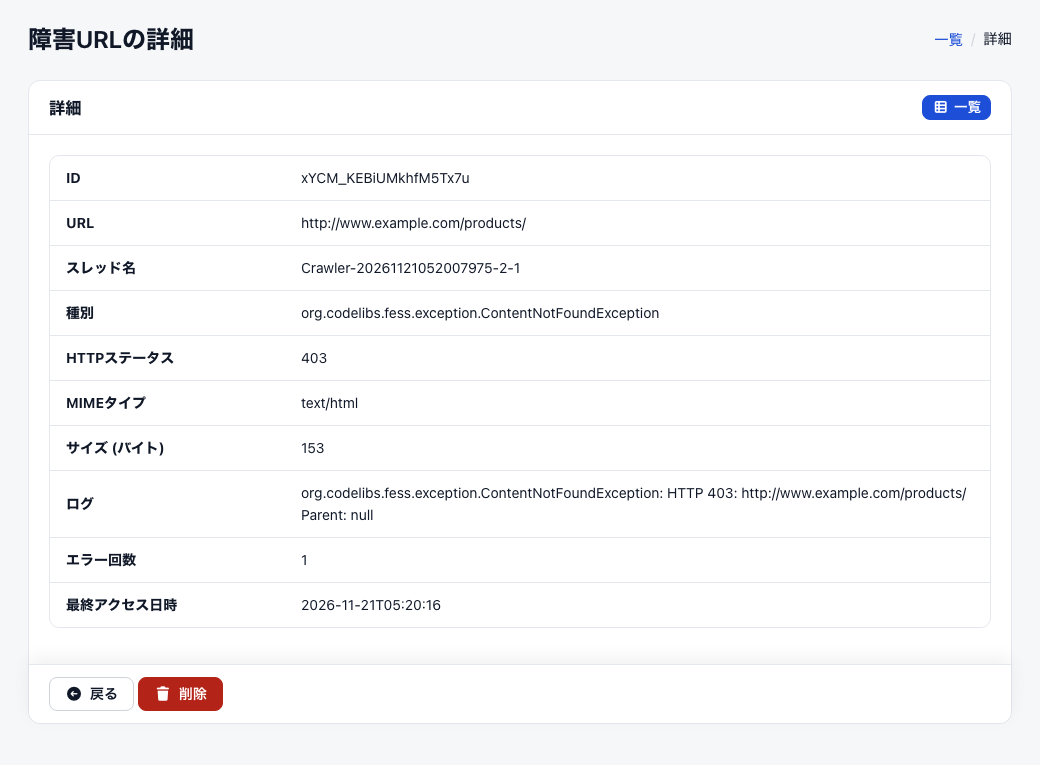 障害URLの詳細
一覧 / 詳細
詳細
一覧
ID xYCM_KEBiUMkhfM5Tx7u
URL http://www.example.com/products/
スレッド名 Crawler-20261121052007975-2-1
種別 org.codelibs.fess.exception.ContentNotFoundException
HTTPステータス 403
MIMEタイプ text/html
サイズ (バイト) 153
ログ org.codelibs.fess.exception.ContentNotFoundException: HTTP 403: http://www.example.com/products/
Parent: null
エラー回数 1
最終アクセス日時 2026-11-21T05:20:16
戻る 削除